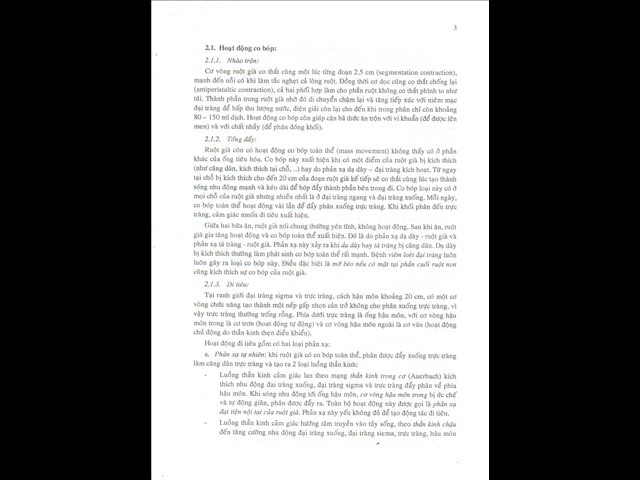 3
2.1. Hoạt động co bóp:
2.1.1. Nhào trộn:
Cơ vòng ruột già co thắt cùng một lúc từng đoạn 2,5 cm (segmentation contraction),
mạnh đến nỗi có khi làm tắc nghẹt cả lòng ruột. Đồng thời cơ dọc cũng co thắt chống lại
(antiperistaltic contraction), cả hai phối hợp làm cho phần ruột không co thắt phình to như
túi. Thành phần trong ruột già nhờ đó di chuyển chậm lại và tăng tiếp xúc với niêm mạc
đại tràng để hấp thu lượng nước, điện giải còn lại cho đến khi trong phân chỉ còn khoảng
80 – 150 ml dịch. Hoạt động co bóp còn giúp cặn bã thức ăn trộn với vi khuẩn (để được lên
men) và với chất nhầy (để phân đóng khối).
2.1.2. Tống đẩy:
Ruột già còn có hoạt động co bóp toàn thể (mass movement) không thấy có ở phần
khác của ống tiêu hóa. Co bóp này xuất hiện khi có một điểm của ruột già bị kích thích
(như căng dãn, kích thích tại chỗ,..) hay do phản xạ dạ dày – đại tràng kích hoạt. Từ ngay
tại chỗ bị kích thích cho đến 20 cm của đoạn ruột già kế tiếp sẽ co thắt cùng lúc tạo thành
sóng nhu động mạnh và kéo dài để bóp đẩy thành phần bên trong đi. Co bóp loại này có ở
mọi chỗ của ruột già nhưng nhiều nhất là ở đại tràng ngang và đại tràng xuống. Mỗi ngày,
co bóp toàn thể hoạt động vài lần để đẩy phân xuống trực tràng. Khi khối phân đến trực
tràng, cảm giác muốn đi tiêu xuất hiện.
Giữa hai bữa ăn, ruột già nói chung thường yên tĩnh, không hoạt động. Sau khi ăn, ruột
già gia tăng hoạt động và co bóp toàn thể xuất hiện. Đó là do phản xạ dạ dày - ruột già và
phản xạ tá tràng - ruột già. Phản xạ này xảy ra khi dạ dày hay tá tràng bị căng dãn. Dạ dày
bị kích thích thường làm phát sinh co bóp toàn thể rất mạnh. Bệnh viêm loét đại tràng luôn
luôn gây ra loại co bóp này. Điều đặc biệt là mỡ béo nếu có mặt tại phần cuối ruột non
cũng kích thích sự co bóp của ruột già.
2.1.3. Đi tiêu:
Tại ranh giới đại tràng sigma và trực tràng, cách hậu môn khoảng 20 cm, có một cơ
vòng chức năng tạo thành một nếp gấp nhọn cản trở không cho phân xuống trực tràng, vì
vậy trực tràng thường trống rỗng. Phía dưới trực tràng là ống hậu môn, với cơ vòng hậu
môn trong là cơ trơn (hoạt động tự động) và cơ vòng hậu môn ngoài là cơ vân (hoạt động
chủ động do thần kinh thẹn điều khiển).
Hoạt động đi tiêu gồm có hai loại phản xạ:
a. Phản xạ tự nhiên: khi ruột già có co bóp toàn thể, phân được đẩy xuống trực tràng
làm căng dãn trực tràng và tạo ra 2 loại luồng thần kinh:
- Luồng thần kinh cảm giác lan theo mạng thần kinh trong cơ (Auerbach) kích
thích nhu động đại tràng xuống, đại tràng sigma và trực tràng đẩy phân về phía
hậu môn. Khi sóng nhu động tới ống hậu môn, cơ vòng hậu môn trong bị ức chế
và tự động giãn, phân được đẩy ra. Toàn bộ hoạt động này được gọi là phản xạ
đại tiện nội tại của ruột già. Phản xạ này yếu không đủ để tạo động tác đi tiêu.
- Luồng thần kinh cảm giác hướng tâm truyền vào tủy sống, theo thần kinh chậu
đến tăng cường nhu động đại tràng xuống, đại tràng sigma, trực tràng, hậu môn